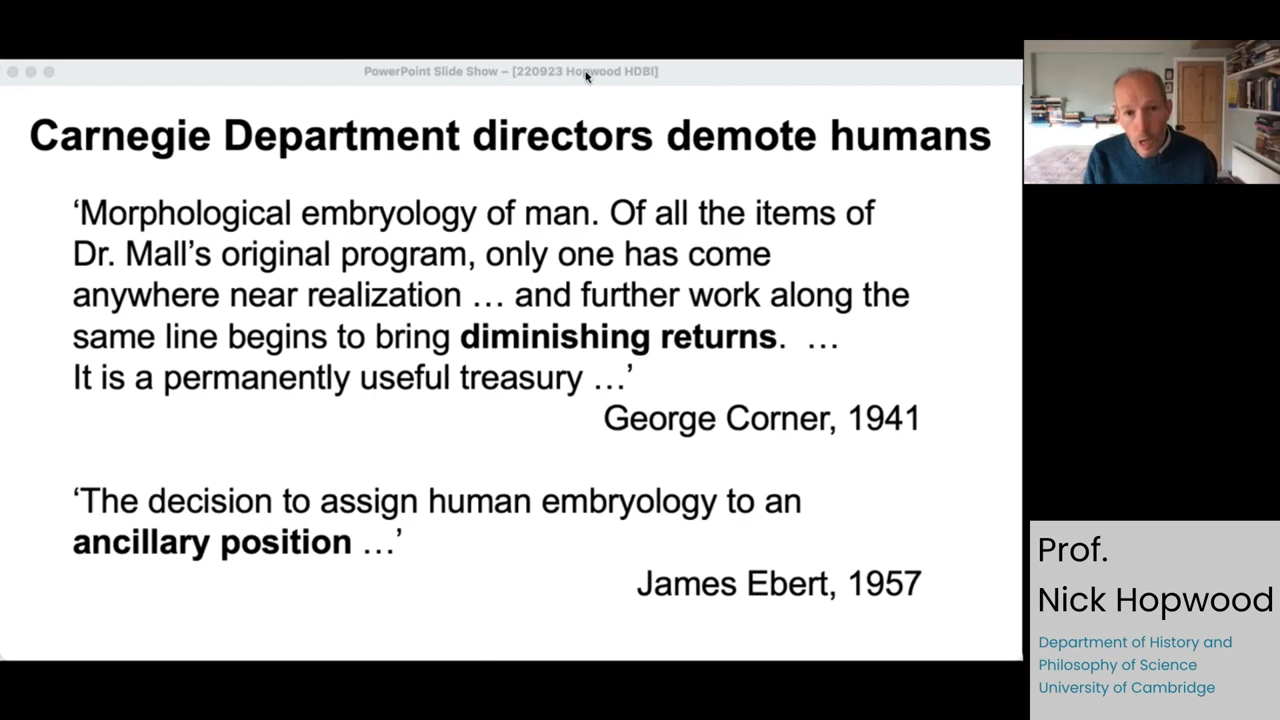 PowerPoint Slide Show – [220923 Hopwood HDBI]
Carnegie Department directors demote humans
‘Morphological embryology of man. Of all the items of
Dr. Mall’s original program, only one has come
anywhere near realization … and further work along the
same line begins to bring diminishing returns. …
It is a permanently useful treasury …’
George Corner, 1941
‘The decision to assign human embryology to an
ancillary position …’
James Ebert, 1957
Prof.
Nick Hopwood
Department of History and
Philosophy of Science
University of Cambridge